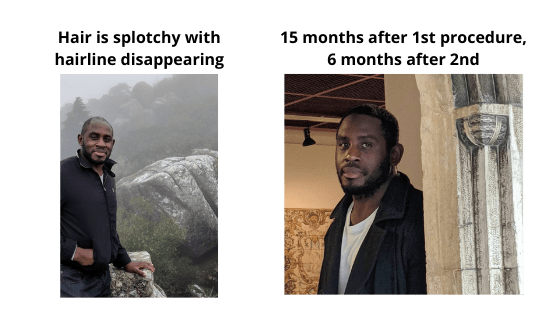 Hair is splotchy with
hairline disappearing
15 months after 1st procedure,
6 months after 2nd